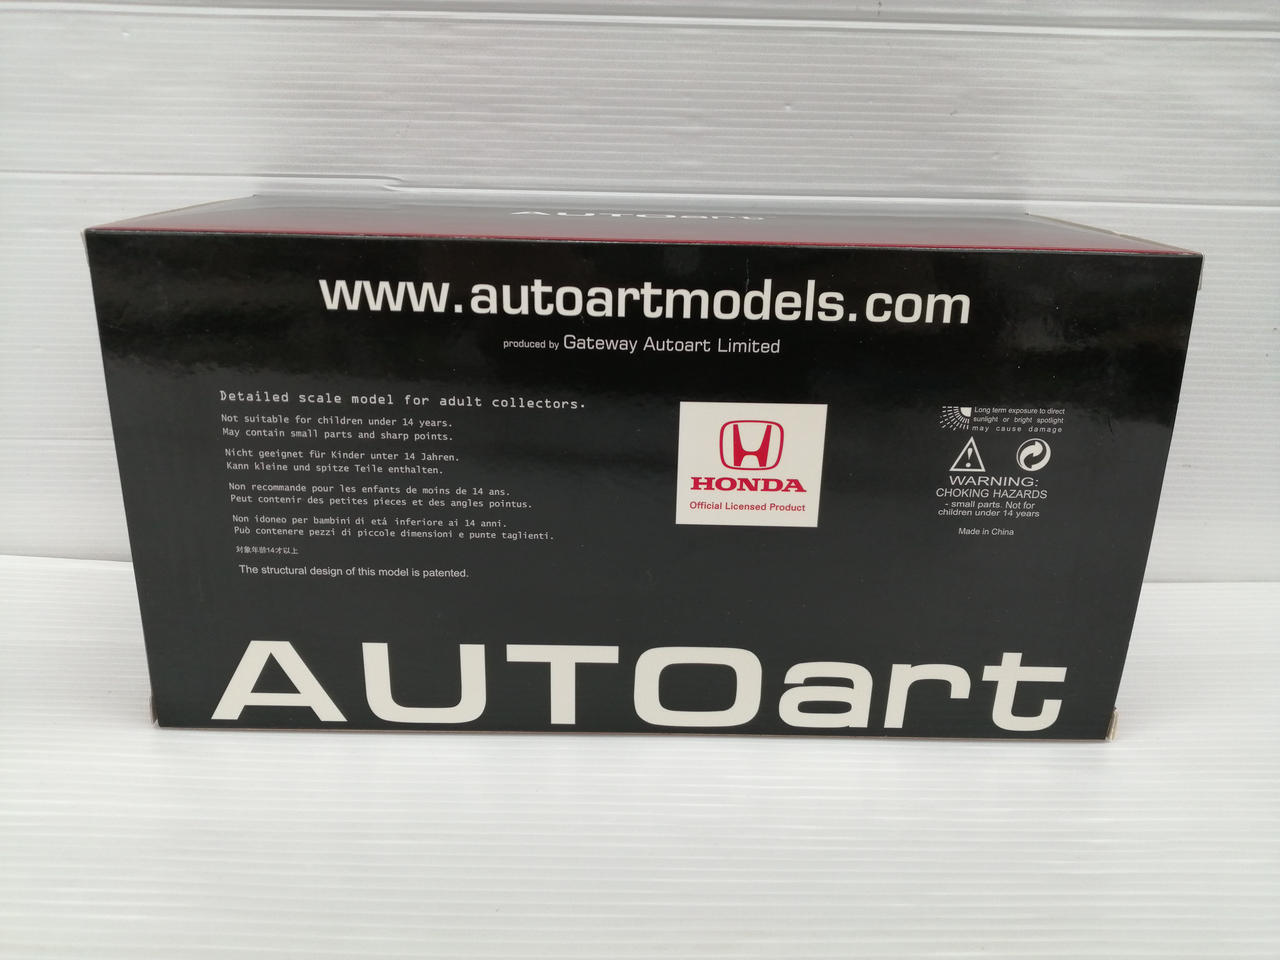 AUTOart
www.autoartmodels.com
produced by Gateway Autoart Limited
Detailed scale model for adult collectors.
Not suitable for children under 14 years.
May contain small parts and sharp points.
Nicht geeignet für Kinder unter 14 Jahren.
Kann kleine und spitze Teile enthalten.
Non recommande pour les enfants de moins de 14 ans.
Peut contenir des petites pieces et des angles pointus.
Non idoneo per bambini di etá inferiore ai 14 anni.
Può contenere pezzi di piccole dimensioni e punte taglienti.
対象年齢14才以上
The structural design of this model is patented.
HONDA
Official Licensed Product
Long term exposure to direct
sunlight or bright spotlight
may cause damage
WARNING:
CHOKING HAZARDS
- small parts. Not for
children under 14 years
Made in China
AUTOart